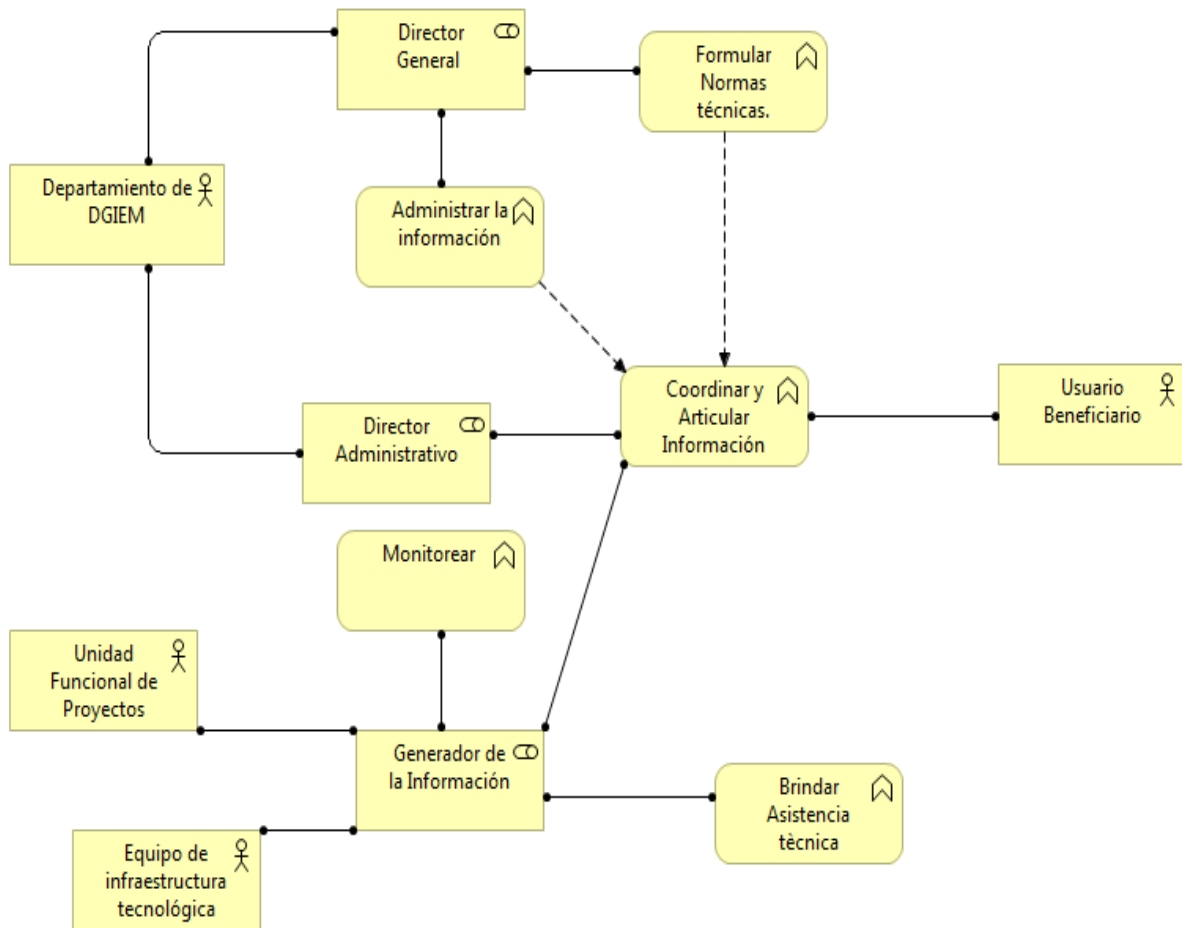 Director
General
Formular
Normas
técnicas.
Departamiento de
DGIEM
Administrar la
información
Coordinar y
Articular
Información
Usuario
Beneficiario
Director
Administrativo
Monitorear
Unidad
Funcional de
Proyectos
Generador de
la Información
Brindar
Asistencia
tècnica
Equipo de
infraestructura
tecnológica